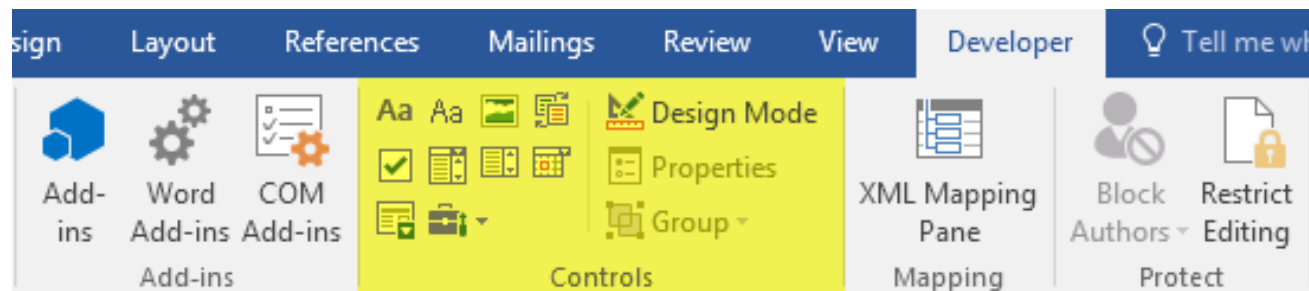 sign Layout References Mailings Review View Developer Tell me wh
Aa Aa Design Mode
Properties
Group
Add-ins Word Add-ins COM Add-ins XML Mapping Pane Block Authors Restrict Editing
Add-ins Controls Mapping Protect